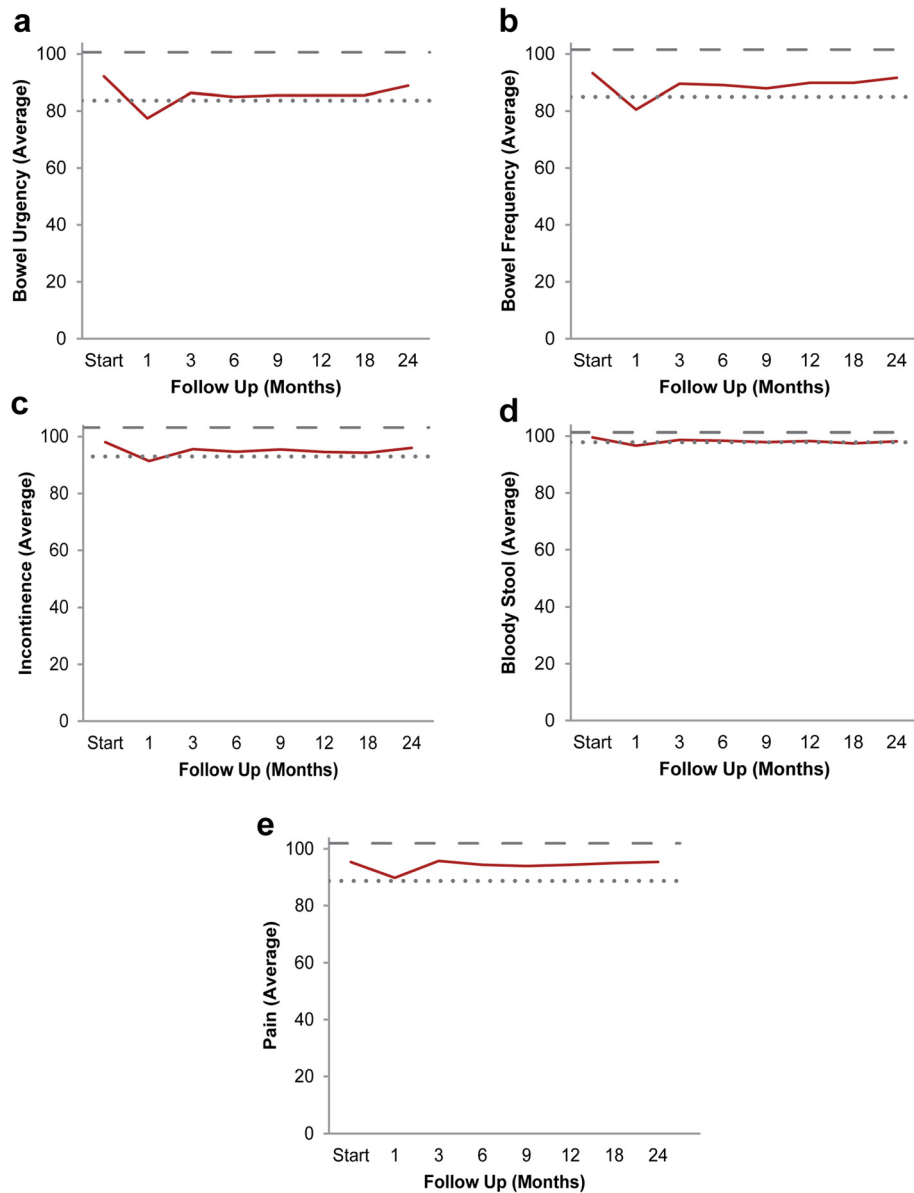 a
Bowel Urgency (Average)
100
80
60
40
20
0
Start 1 3 6 9 12 18 24
Follow Up (Months)
b
Bowel Frequency (Average)
100
80
60
40
20
0
Start 1 3 6 9 12 18 24
Follow Up (Months)
c
Incontinence (Average)
100
80
60
40
20
0
Start 1 3 6 9 12 18 24
Follow Up (Months)
d
Bloody Stool (Average)
100
80
60
40
20
0
Start 1 3 6 9 12 18 24
Follow Up (Months)
e
Pain (Average)
100
80
60
40
20
0
Start 1 3 6 9 12 18 24
Follow Up (Months)